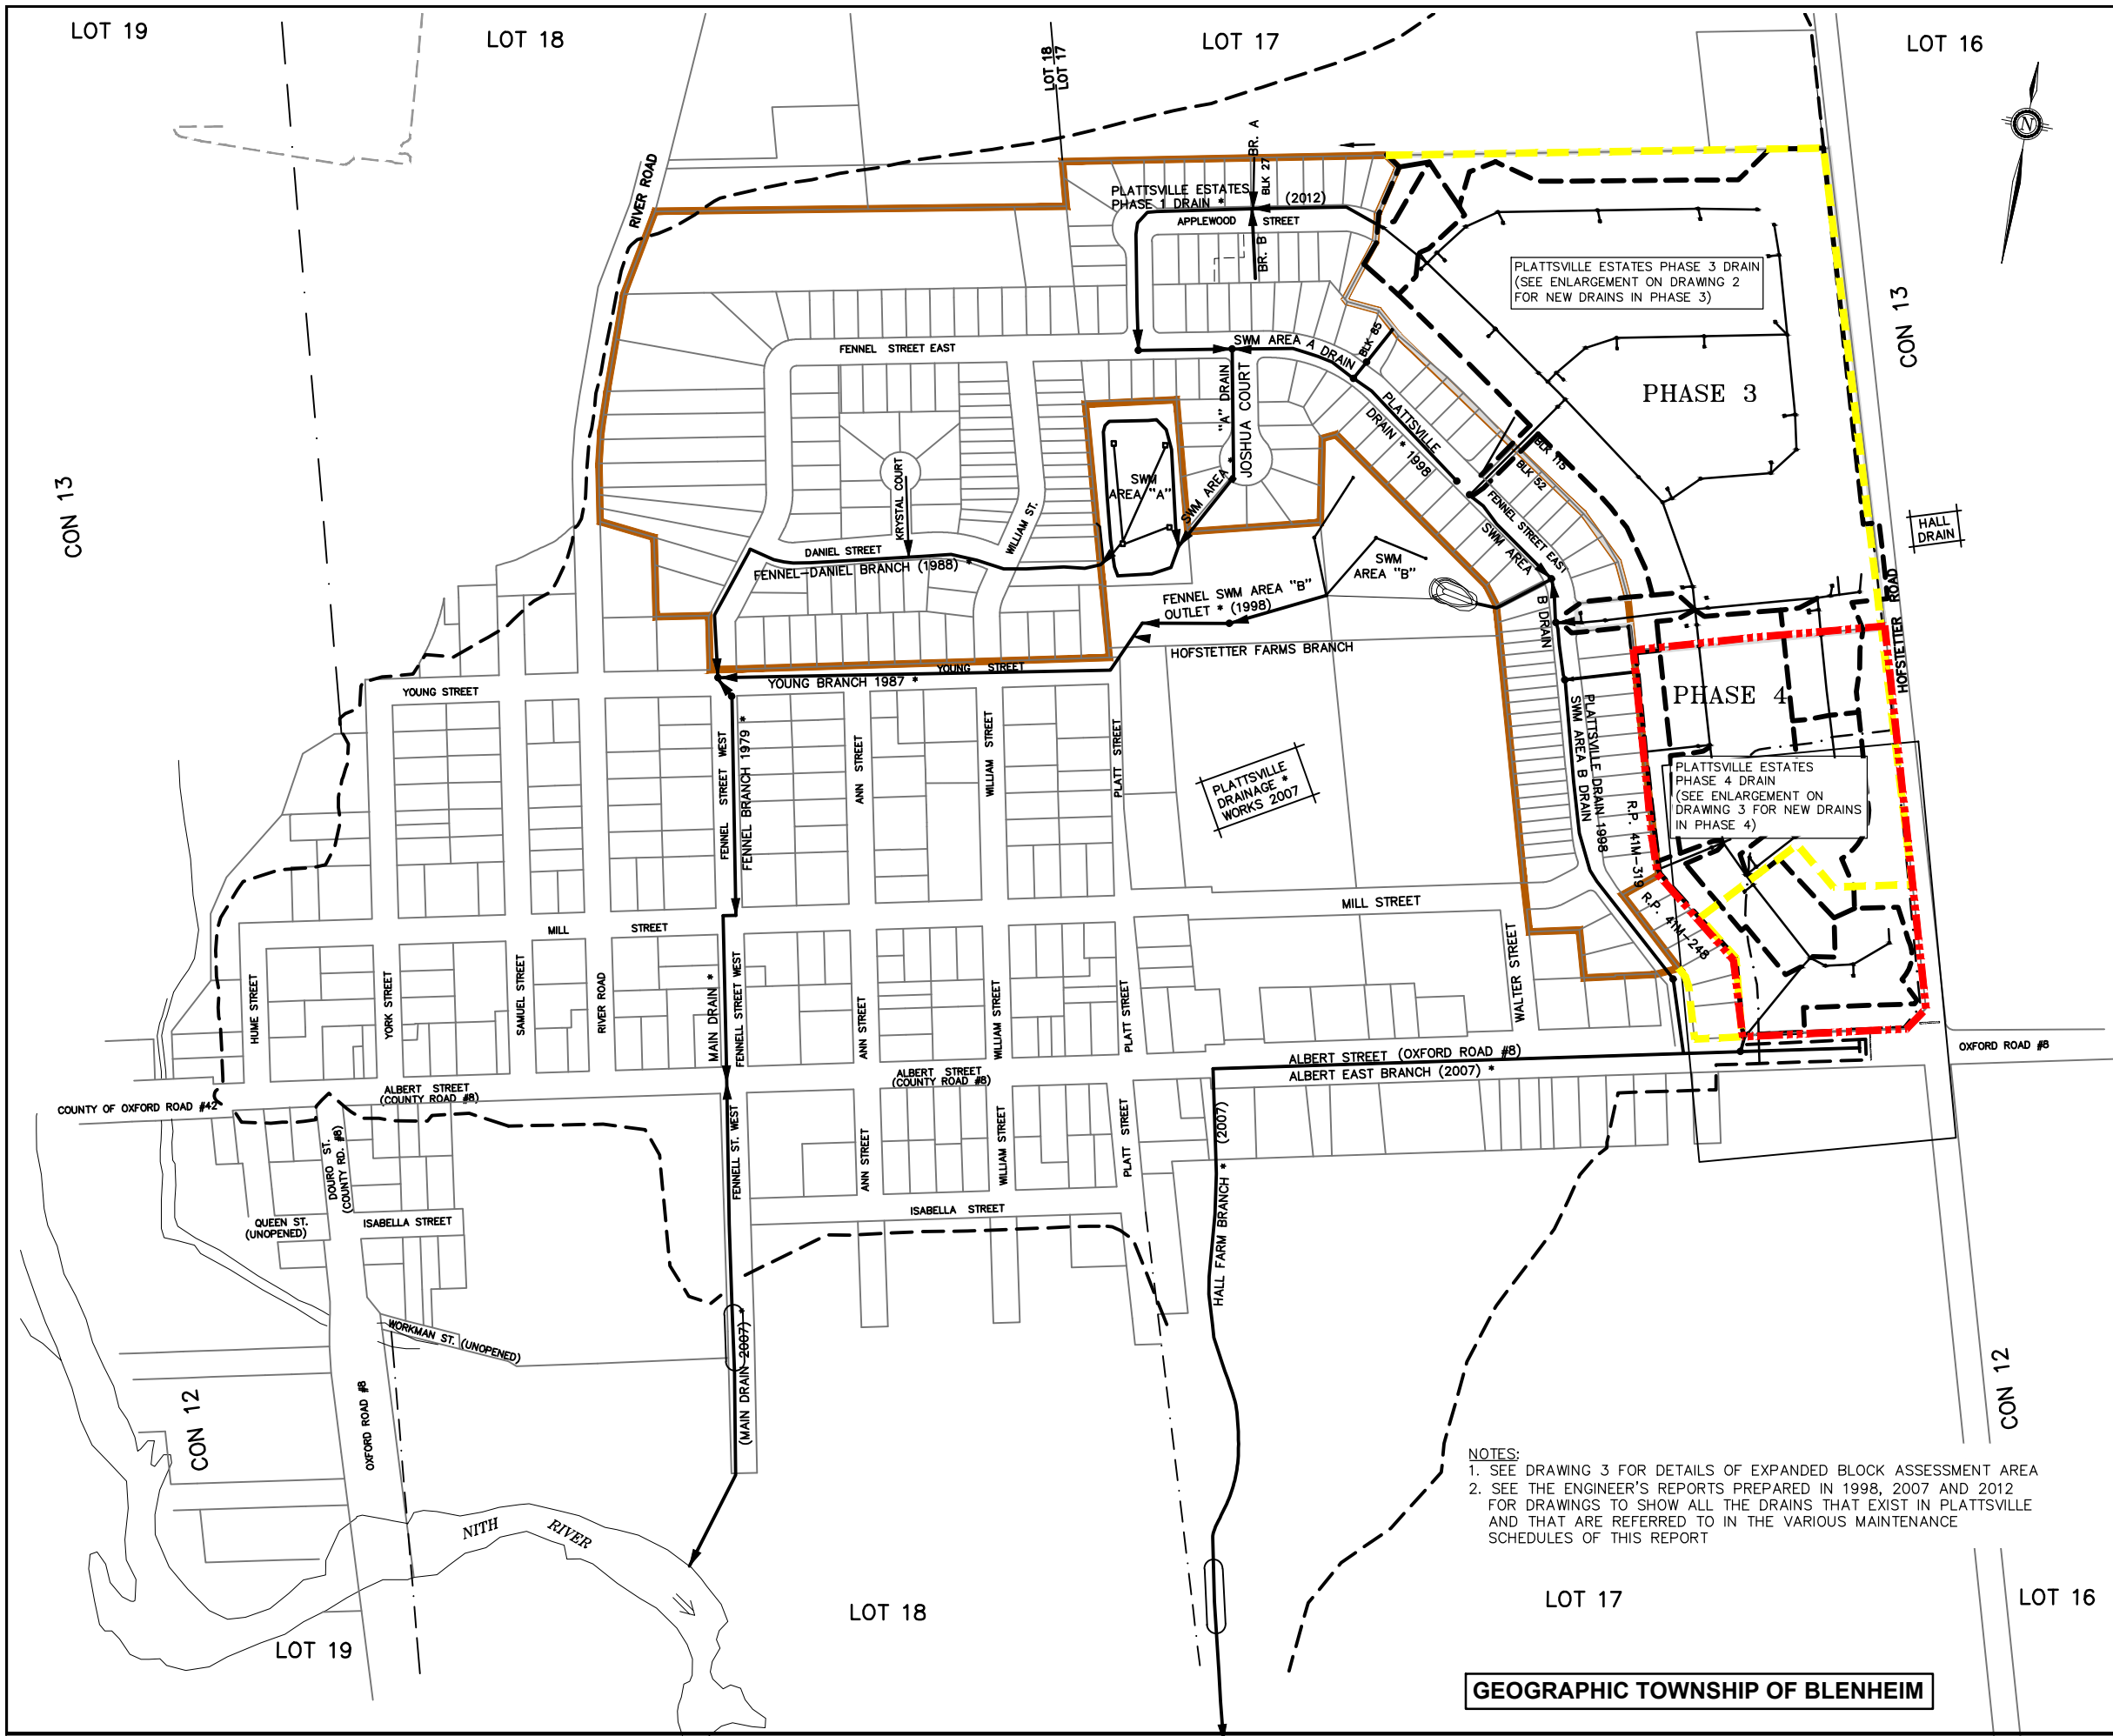 LOT 19
LOT 18
LOT 18
LOT 17
LOT 17
LOT 16
N
RIVER ROAD
BR. A
BLK 27
PLATTSVILLE ESTATES
PHASE 1 DRAIN *
(2012)
APPLEWOOD STREET
BR. B
PLATTSVILLE ESTATES PHASE 3 DRAIN
(SEE ENLARGEMENT ON DRAWING 2
FOR NEW DRAINS IN PHASE 3)
CON 13
FENNEL STREET EAST
SWM AREA A DRAIN
BLK 85
PHASE 3
"A" DRAIN
JOSHUA COURT
PLATTSVILLE
DRAIN * 1998
BLK 115
BLK 52
KRYSTAL COURT
SWM
AREA "A"
SWM AREA *
FENNEL STREET EAST
SWM AREA
B DRAIN
CON 13
WILLIAM ST.
HALL
DRAIN
DANIEL STREET
FENNEL-DANIEL BRANCH (1988) *
SWM
AREA "B"
FENNEL SWM AREA "B"
OUTLET * (1998)
HOFSTETTER ROAD
HOFSTETTER FARMS BRANCH
YOUNG STREET
YOUNG BRANCH 1987 *
YOUNG STREET
PHASE 4
PLATTSVILLE DRAIN 1998
SWM AREA B DRAIN
FENNEL STREET WEST
FENNEL BRANCH 1979 *
ANN STREET
WILLIAM STREET
PLATT STREET
PLATTSVILLE
DRAINAGE *
WORKS 2007
PLATTSVILLE ESTATES
PHASE 4 DRAIN
(SEE ENLARGEMENT ON
DRAWING 3 FOR NEW DRAINS
IN PHASE 4)
R.P. 41M-319
R.P. 41M-248
MILL STREET
MILL STREET
HUME STREET
YORK STREET
SAMUEL STREET
RIVER ROAD
MAIN DRAIN *
FENNEL STREET WEST
ANN STREET
WILLIAM STREET
PLATT STREET
WALTER STREET
ALBERT STREET (OXFORD ROAD #8)
ALBERT EAST BRANCH (2007) *
OXFORD ROAD #8
ALBERT STREET
(COUNTY ROAD #8)
ALBERT STREET
(COUNTY ROAD #8)
COUNTY OF OXFORD ROAD #42
DOURO ST.
(COUNTY RD. #8)
FENNELL ST. WEST
ANN STREET
WILLIAM STREET
PLATT STREET
HALL FARM BRANCH * (2007)
QUEEN ST.
(UNOPENED)
ISABELLA STREET
ISABELLA STREET
WORKMAN ST. (UNOPENED)
(MAIN DRAIN 2007) *
CON 12
OXFORD ROAD #8
CON 12
NOTES:
1. SEE DRAWING 3 FOR DETAILS OF EXPANDED BLOCK ASSESSMENT AREA
2. SEE THE ENGINEER'S REPORTS PREPARED IN 1998, 2007 AND 2012
FOR DRAWINGS TO SHOW ALL THE DRAINS THAT EXIST IN PLATTSVILLE
AND THAT ARE REFERRED TO IN THE VARIOUS MAINTENANCE
SCHEDULES OF THIS REPORT
NITH RIVER
LOT 19
LOT 18
LOT 17
LOT 16
GEOGRAPHIC TOWNSHIP OF BLENHEIM